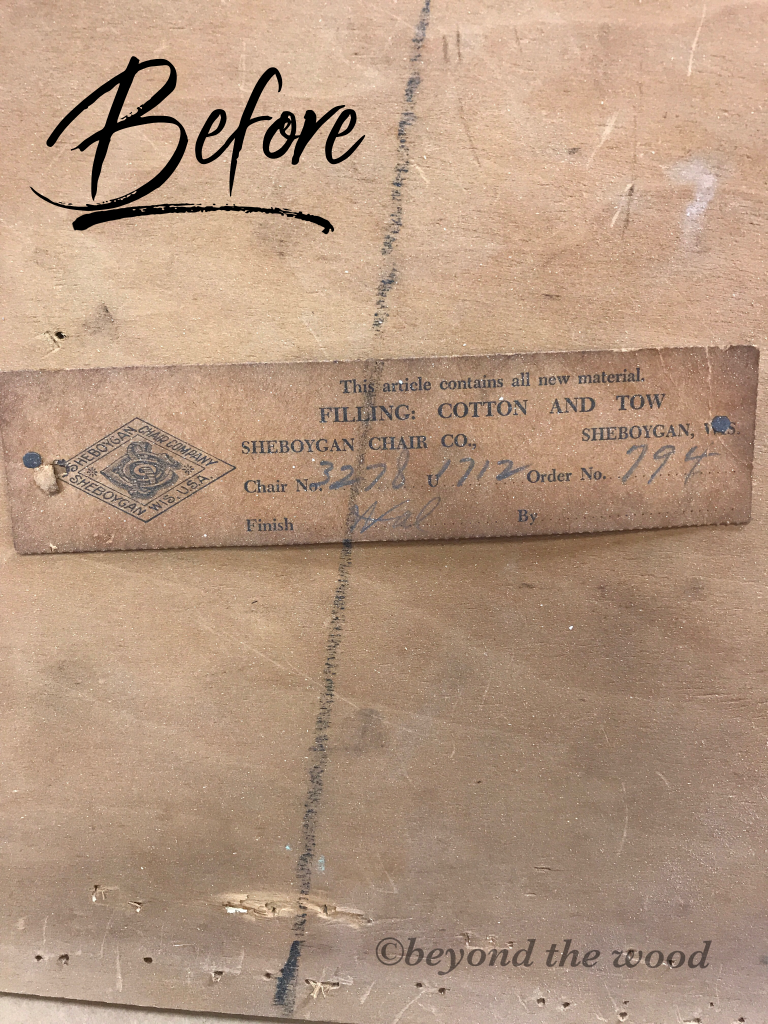 Before
This article contains all new material.
FILLING: COTTON AND TOW
SHEBOYGAN CHAIR CO., SHEBOYGAN, WIS.
Chair No. 3278 U 1712 Order No. 794
Finish Wal By
SHEBOYGAN CHAIR COMPANY
SHEBOYGAN WIS. U.S.A.
©beyond the wood